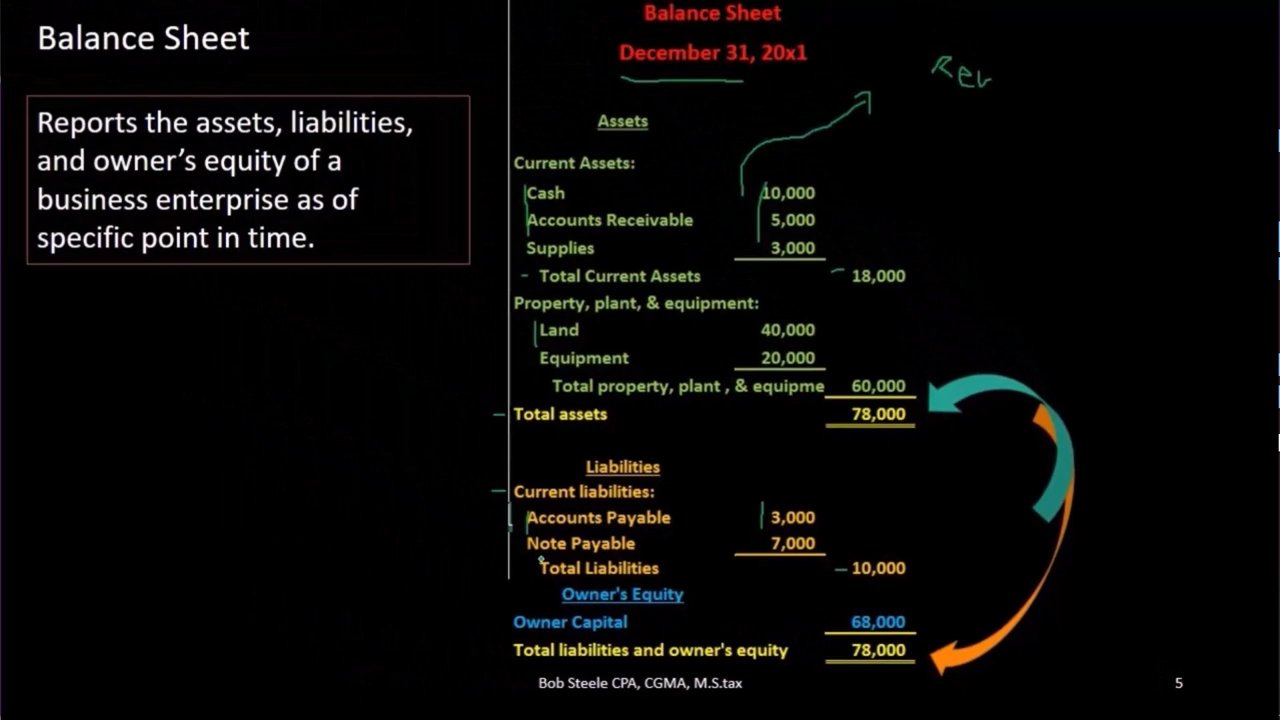 Balance Sheet
Reports the assets, liabilities,
and owner's equity of a
business enterprise as of
specific point in time.
Balance Sheet
December 31, 20x1
Rev
Assets
Current Assets:
Cash 10,000
Accounts Receivable 5,000
Supplies 3,000
Total Current Assets 18,000
Property, plant, & equipment:
Land 40,000
Equipment 20,000
Total property, plant , & equipme 60,000
Total assets 78,000
Liabilities
Current liabilities:
Accounts Payable 3,000
Note Payable 7,000
Total Liabilities 10,000
Owner's Equity
Owner Capital 68,000
Total liabilities and owner's equity 78,000
Bob Steele CPA, CGMA, M.S.tax 5